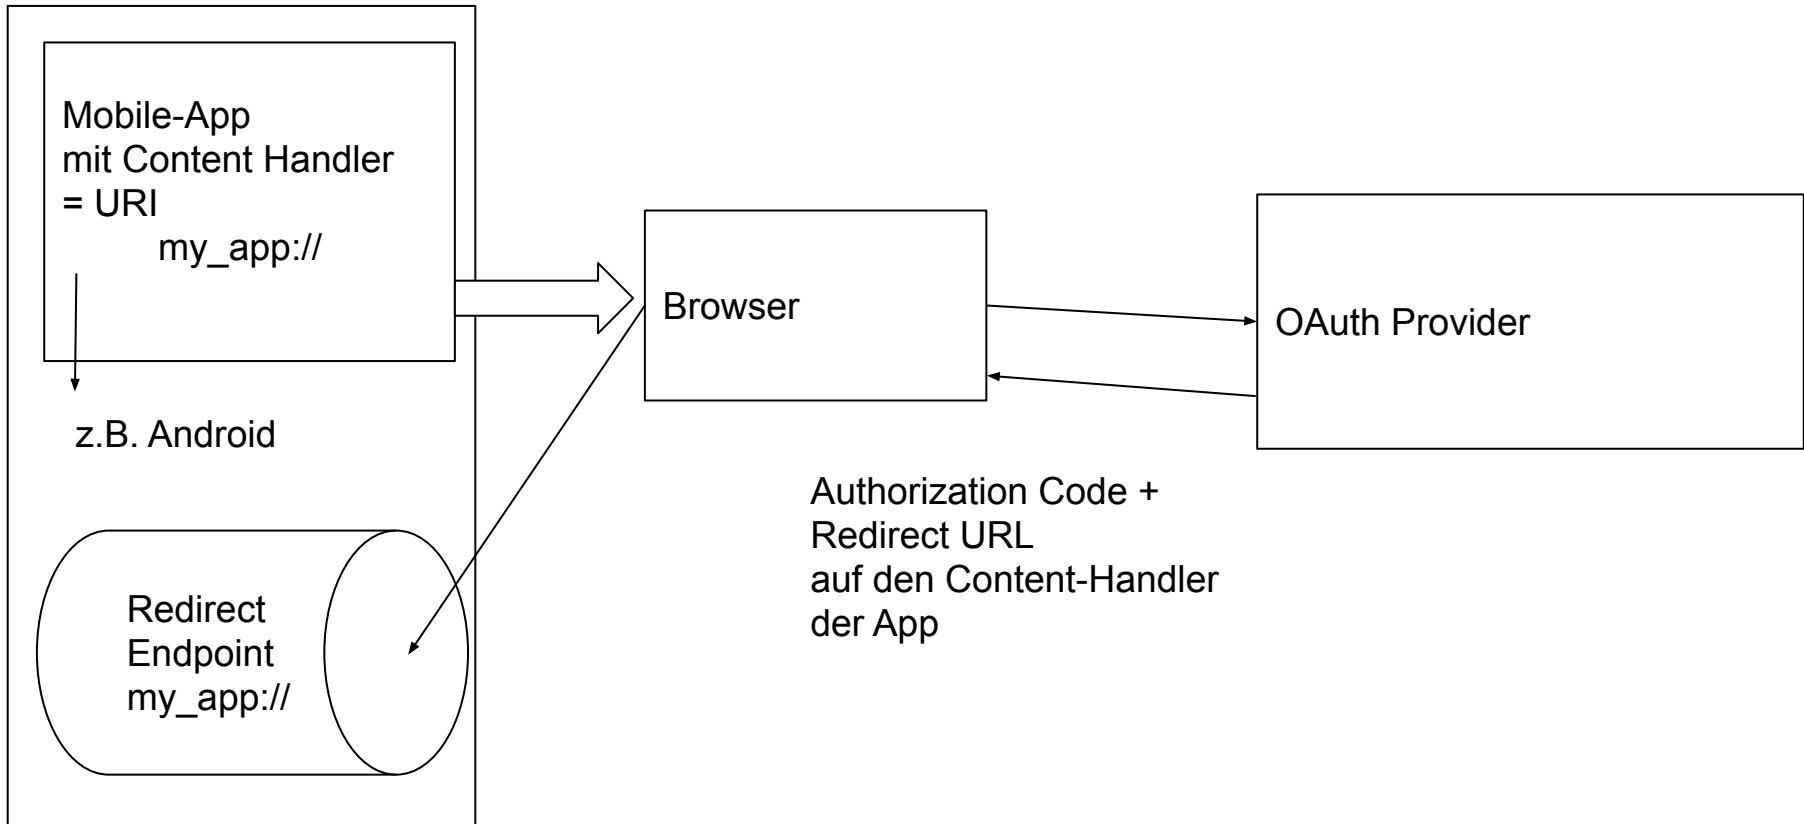 Mobile-App
mit Content Handler
= URI
my_app://
z.B. Android
Redirect
Endpoint
my_app://
Browser
Authorization Code +
Redirect URL
auf den Content-Handler
der App
OAuth Provider